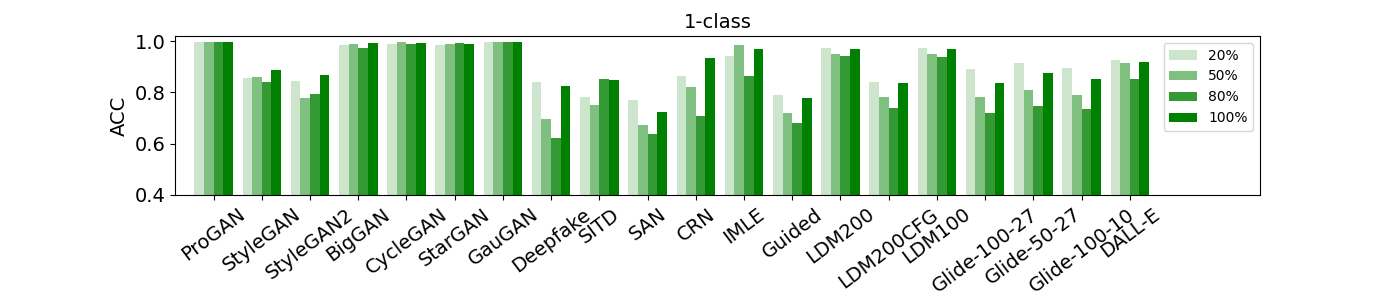 1-class
ACC
1.0
0.8
0.6
0.4
20%
50%
80%
100%
ProGAN
StyleGAN
StyleGAN2
BigGAN
CycleGAN
StarGAN
GauGAN
Deepfake
SITD
SAN
CRN
IMLE
Guided
LDM200
LDM200CFG
LDM100
Glide-100-27
Glide-50-27
Glide-100-10
DALL-E